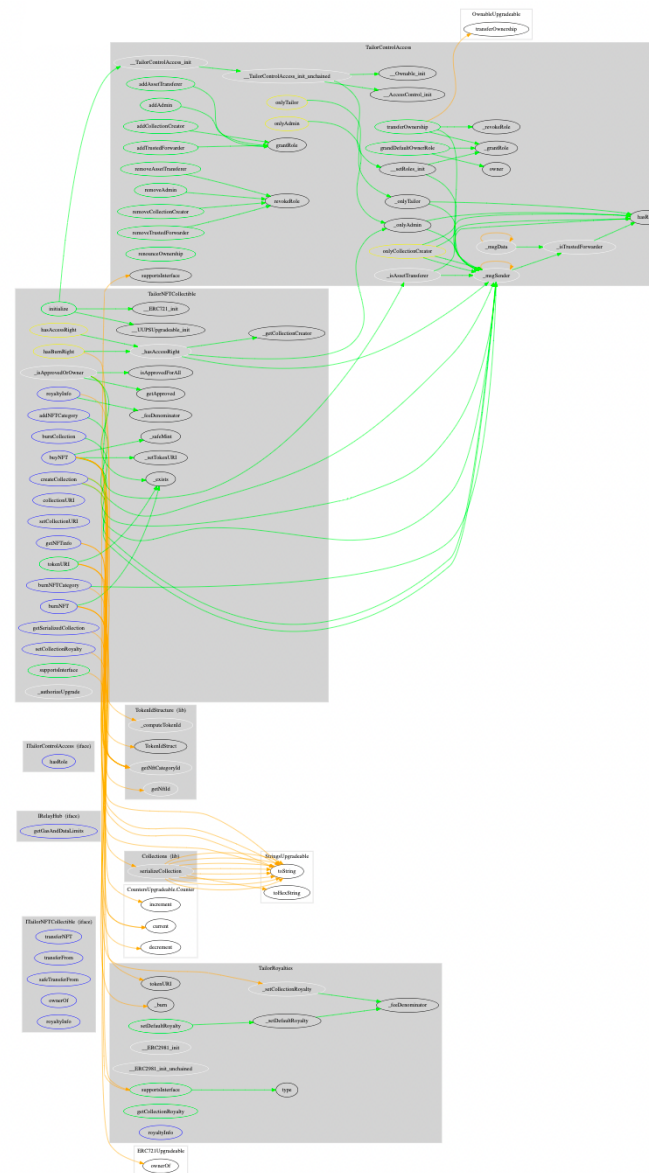 OwnableUpgradeable
transferOwnership
TailorControlAccess
__TailorControlAccess_init
__TailorControlAccess_init_unchained
__Ownable_init
__AccessControl_init
addAssetTransferer
addAdmin
addCollectionCreator
addTrustedForwarder
onlyTailor
onlyAdmin
grantRole
transferOwnership
_revokeRole
grandDefaultOwnerRole
_grantRole
owner
__setRoles_init
removeAssetTransferer
removeAdmin
removeCollectionCreator
removeTrustedForwarder
revokeRole
_onlyTailor
_onlyAdmin
renounceOwnership
onlyCollectionCreator
_msgData
_isTrustedForwarder
supportsInterface
_isAssetTransferer
_msgSender
TailorNFTCollectible
initialize
__ERC721_init
__UUPSUpgradeable_init
hasAccessRight
_getCollectionCreator
hasBurnRight
_hasAccessRight
_isApprovalOrOwner
isApprovalForAll
royaltyInfo
getApproval
addNFTCategory
_feeDenominator
burnCollection
_safeMint
buyNFT
_setTokenURI
createCollection
_exists
collectionURI
setCollectionURI
getNFTinfo
tokenURI
burnNFTCategory
burnNFT
getSerializedCollection
setCollectionRoyalty
supportsInterface
_authorizeUpgrade
TokenIdStructure (lib)
_computeTokenId
TokenIdStruct
getNftCategoryId
getNftId
ITailorControlAccess (iface)
hasRole
IRelayHub (iface)
getGasAndDataLimits
Collections (lib)
serializeCollection
StringsUpgradeable
toString
toHexString
CountersUpgradeable.Counter
increment
current
decrement
ITailorNFTCollectible (iface)
transferNFT
transferFrom
safeTransferFrom
ownerOf
royaltyInfo
TailorRoyalties
tokenURI
_setCollectionRoyalty
_burn
_feeDenominator
setDefaultRoyalty
_setDefaultRoyalty
__ERC2981_init
__ERC2981_init_unchained
supportsInterface
type
getCollectionRoyalty
royaltyInfo
ERC721Upgradeable
ownerOf